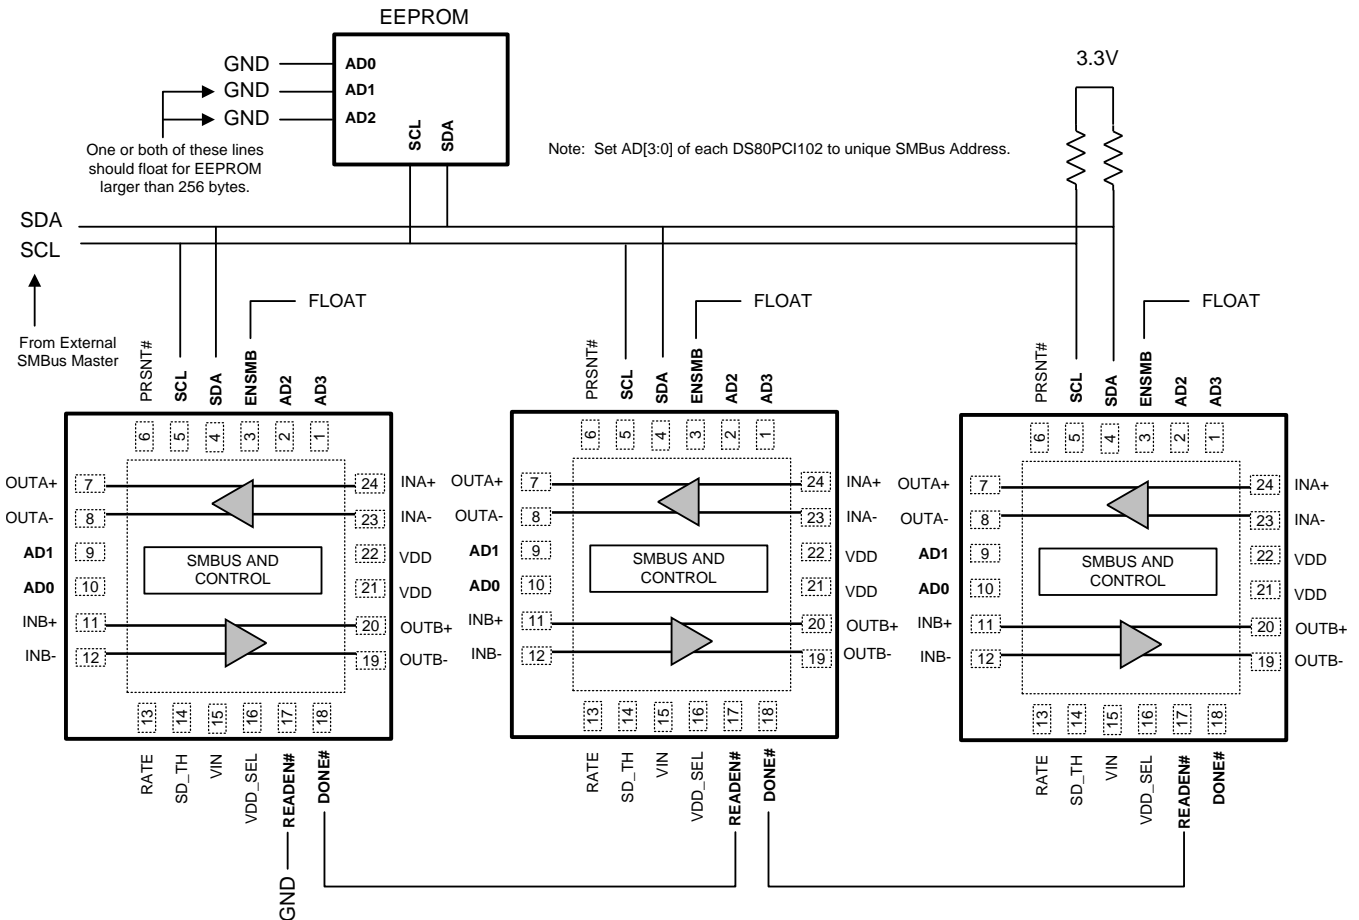 EEPROM
GND
AD0
GND
AD1
GND
AD2
SCL
SDA
One or both of these lines
should float for EEPROM
larger than 256 bytes.
Note: Set AD[3:0] of each DS80PCI102 to unique SMBus Address.
3.3V
SDA
SCL
From External
SMBus Master
FLOAT
PRSNT#
SCL
SDA
ENSMB
AD2
AD3
6
5
4
3
2
1
OUTA+
7
24
INA+
OUTA-
8
23
INA-
AD1
9
22
VDD
AD0
10
21
VDD
SMBUS AND
CONTROL
INB+
11
20
OUTB+
INB-
12
19
OUTB-
13
14
15
16
17
18
RATE
SD_TH
VIN
VDD_SEL
READEN#
DONE#
GND
FLOAT
PRSNT#
SCL
SDA
ENSMB
AD2
AD3
6
5
4
3
2
1
OUTA+
7
24
INA+
OUTA-
8
23
INA-
AD1
9
22
VDD
AD0
10
21
VDD
SMBUS AND
CONTROL
INB+
11
20
OUTB+
INB-
12
19
OUTB-
13
14
15
16
17
18
RATE
SD_TH
VIN
VDD_SEL
READEN#
DONE#
FLOAT
PRSNT#
SCL
SDA
ENSMB
AD2
AD3
6
5
4
3
2
1
OUTA+
7
24
INA+
OUTA-
8
23
INA-
AD1
9
22
VDD
AD0
10
21
VDD
SMBUS AND
CONTROL
INB+
11
20
OUTB+
INB-
12
19
OUTB-
13
14
15
16
17
18
RATE
SD_TH
VIN
VDD_SEL
READEN#
DONE#